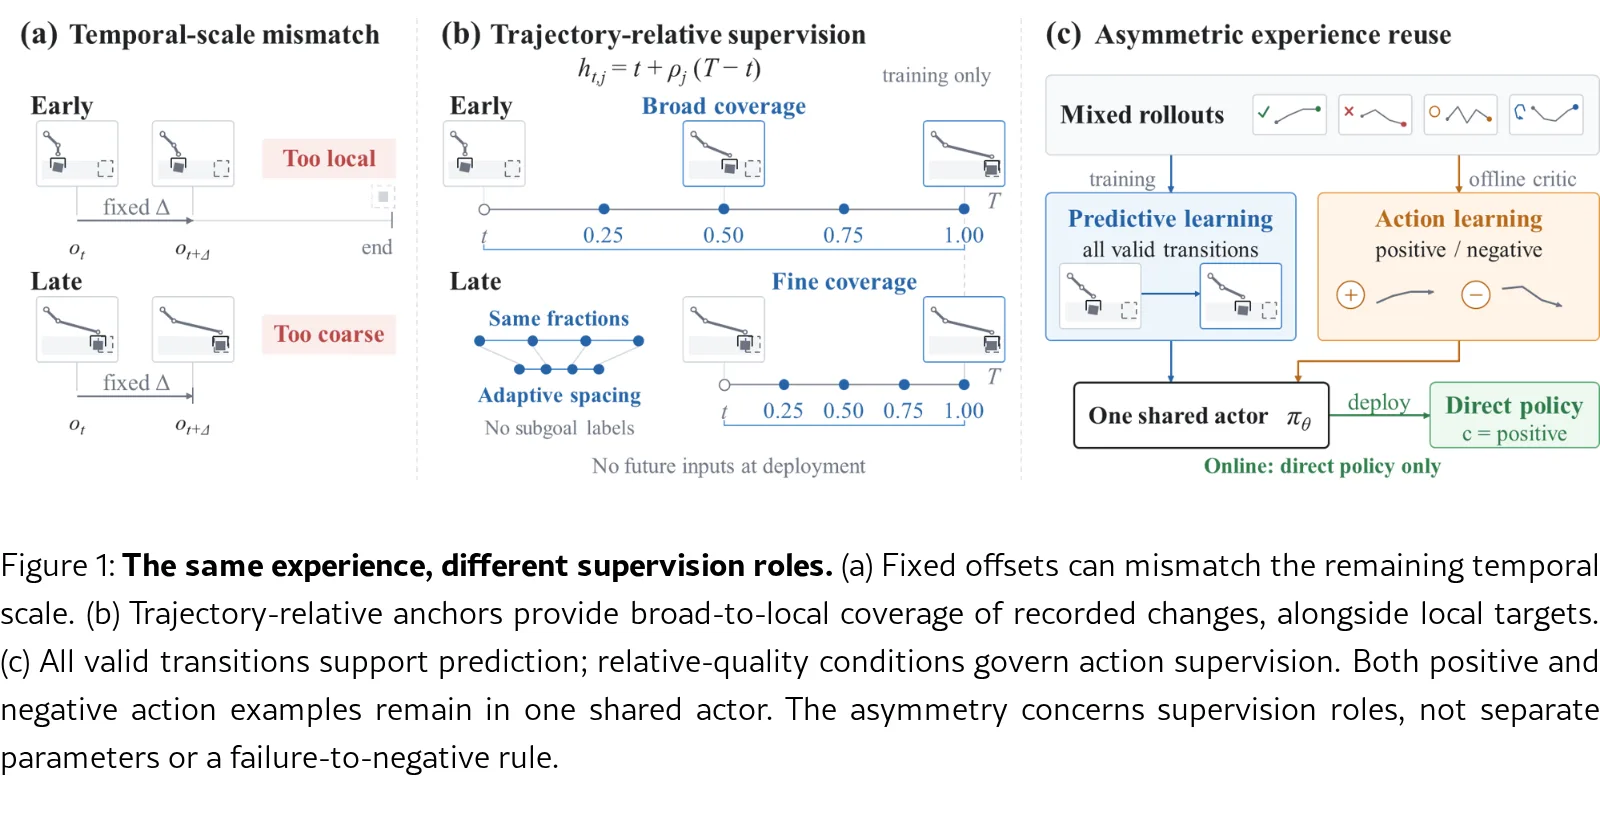 (a) Temporal-scale mismatch
Early
Too local
fixed Δ
o_t
o_{t+Δ}
end
Late
Too coarse
fixed Δ
o_t
o_{t+Δ}
(b) Trajectory-relative supervision
h_{t,j} = t + ρ_j (T − t)
training only
Early
Broad coverage
T
t
0.25
0.50
0.75
1.00
Late
Fine coverage
Same fractions
Adaptive spacing
No subgoal labels
T
t
0.25
0.50
0.75
1.00
No future inputs at deployment
(c) Asymmetric experience reuse
Mixed rollouts
training
offline critic
Predictive learning
all valid transitions
Action learning
positive / negative
One shared actor π_θ
deploy
Direct policy
c = positive
Online: direct policy only
Figure 1: The same experience, different supervision roles. (a) Fixed offsets can mismatch the remaining temporal
scale. (b) Trajectory-relative anchors provide broad-to-local coverage of recorded changes, alongside local targets.
(c) All valid transitions support prediction; relative-quality conditions govern action supervision. Both positive and
negative action examples remain in one shared actor. The asymmetry concerns supervision roles, not separate
parameters or a failure-to-negative rule.